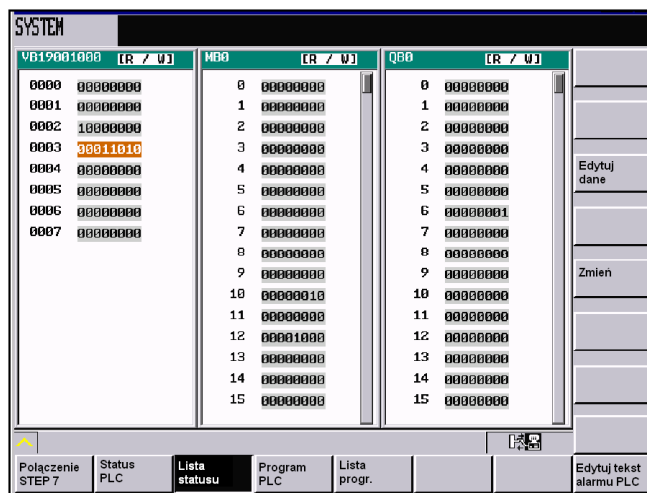 SYSTEM
VB19001000 [R / W] MB0 [R / W] QB0 [R / W]
0000 00000000 0 00000000 0 00000000
0001 00000000 1 00000000 1 00000000
0002 10000000 2 00000000 2 00000000
0003 00011010 3 00000000 3 00000000
0004 00000000 4 00000000 4 00000000
0005 00000000 5 00000000 5 00000000
0006 00000000 6 00000000 6 00000001
0007 00000000 7 00000000 7 00000000
8 00000000 8 00000000
9 00000000 9 00000000
10 00000010 10 00000000
11 00000000 11 00000000
12 00001000 12 00000000
13 00000000 13 00000000
14 00000000 14 00000000
15 00000000 15 00000000
Edytuj
dane
Zmień
Połączenie
STEP 7
Status
PLC
Lista
statusu
Program
PLC
Lista
progr.
Edytuj tekst
alarmu PLC